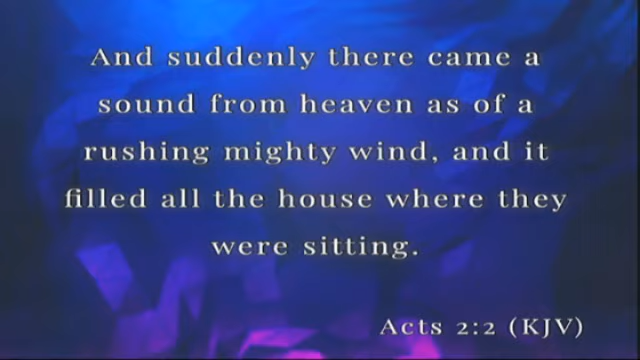 And suddenly there came a
sound from heaven as of a
rushing mighty wind, and it
filled all the house where they
were sitting.
Acts 2:2 (KJV)